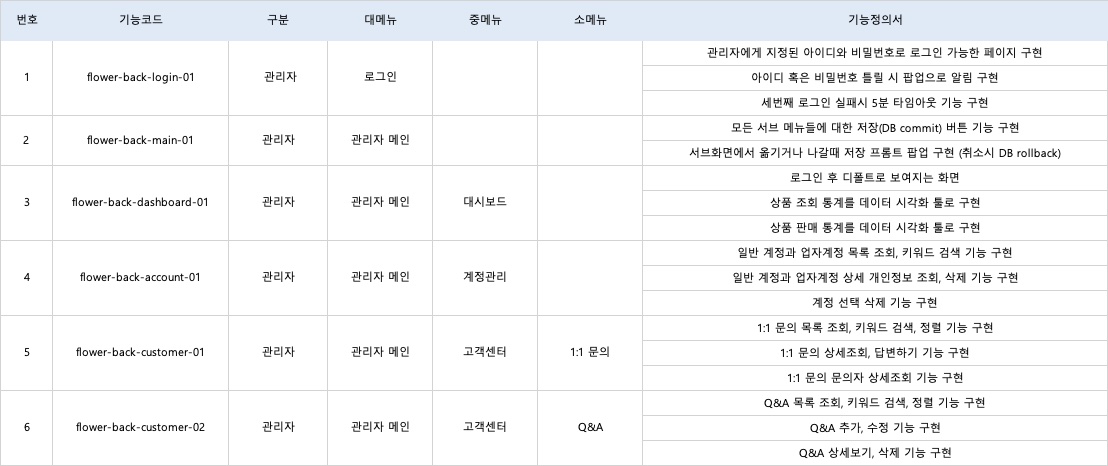 번호 기능코드 구분 대메뉴 중메뉴 소메뉴 기능정의서
관리자에게 지정된 아이디와 비밀번호로 로그인 가능한 페이지 구현
1 flower-back-login-01 관리자 로그인 아이디 혹은 비밀번호 틀릴 시 팝업으로 알림 구현
세번째 로그인 실패시 5분 타임아웃 기능 구현
2 flower-back-main-01 관리자 관리자 메인 모든 서브 메뉴들에 대한 저장(DB commit) 버튼 기능 구현
서브화면에서 옮기거나 나갈때 저장 프롬트 팝업 구현 (취소시 DB rollback)
로그인 후 디폴트로 보여지는 화면
3 flower-back-dashboard-01 관리자 관리자 메인 대시보드 상품 조회 통계를 데이터 시각화 툴로 구현
상품 판매 통계를 데이터 시각화 툴로 구현
일반 계정과 업자계정 목록 조회, 키워드 검색 기능 구현
4 flower-back-account-01 관리자 관리자 메인 계정관리 일반 계정과 업자계정 상세 개인정보 조회, 삭제 기능 구현
계정 선택 삭제 기능 구현
1:1 문의 목록 조회, 키워드 검색, 정렬 기능 구현
5 flower-back-customer-01 관리자 관리자 메인 고객센터 1:1 문의 1:1 문의 상세조회, 답변하기 기능 구현
1:1 문의 문의자 상세조회 기능 구현
Q&A 목록 조회, 키워드 검색, 정렬 기능 구현
6 flower-back-customer-02 관리자 관리자 메인 고객센터 Q&A Q&A 추가, 수정 기능 구현
Q&A 상세보기, 삭제 기능 구현